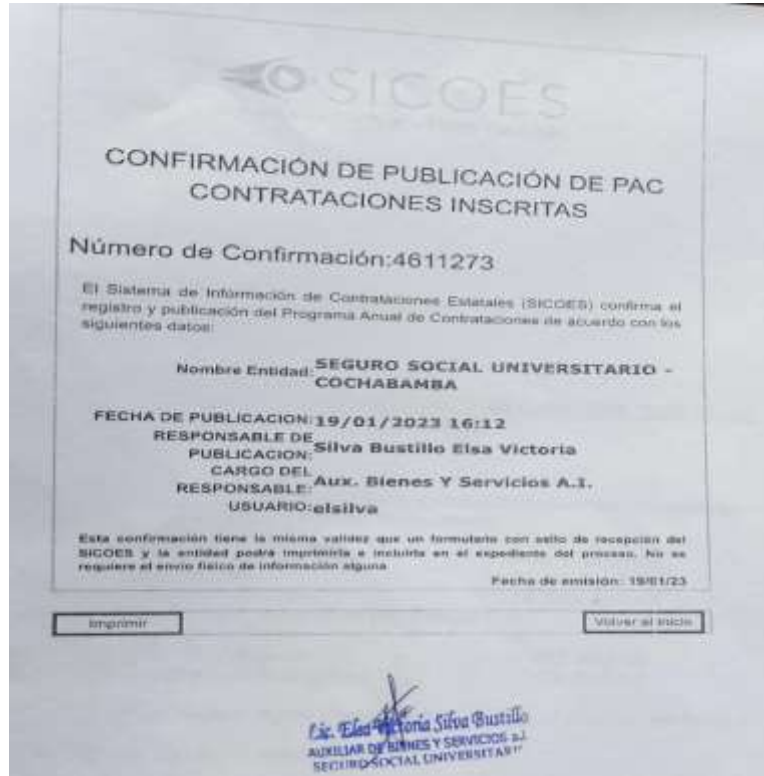 SICOES
CONFIRMACIÓN DE PUBLICACIÓN DE PAC
CONTRATACIONES INSCRITAS
Número de Confirmación:4611273
El Sistema de Información de Contrataciones Estatales (SICOES) confirma el
registro y publicación del Programa Anual de Contrataciones de acuerdo con los
siguientes datos:
Nombre Entidad: SEGURO SOCIAL UNIVERSITARIO -
COCHABAMBA
FECHA DE PUBLICACION: 19/01/2023 16:12
RESPONSABLE DE
PUBLICACION: Silva Bustillo Elsa Victoria
CARGO DEL
RESPONSABLE: Aux. Bienes Y Servicios A.I.
USUARIO: elsilva
Esta confirmación tiene la misma validez que un formulario con sello de recepción del
SICOES y la entidad podrá imprimirla e incluirla en el expediente del proceso. No se
requiere el envío físico de información alguna
Fecha de emisión: 19/01/23
Imprimir
Volver al inicio
Lic. Elsa Victoria Silva Bustillo
AUXILIAR DE BIENES Y SERVICIOS a.i.
SEGURO SOCIAL UNIVERSITARIO